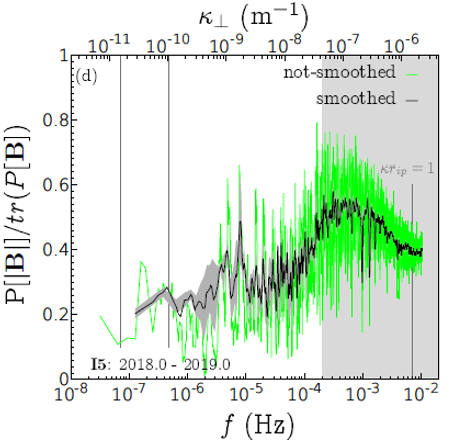 κ⊥ (m⁻¹)
10⁻¹¹ 10⁻¹⁰ 10⁻⁹ 10⁻⁸ 10⁻⁷ 10⁻⁶
(d)
not-smoothed
smoothed
κr_ip = 1
P[|B|]/tr(P[B])
1
0.8
0.6
0.4
0.2
0
I5: 2018.0 - 2019.0
10⁻⁸ 10⁻⁷ 10⁻⁶ 10⁻⁵ 10⁻⁴ 10⁻³ 10⁻²
f (Hz)